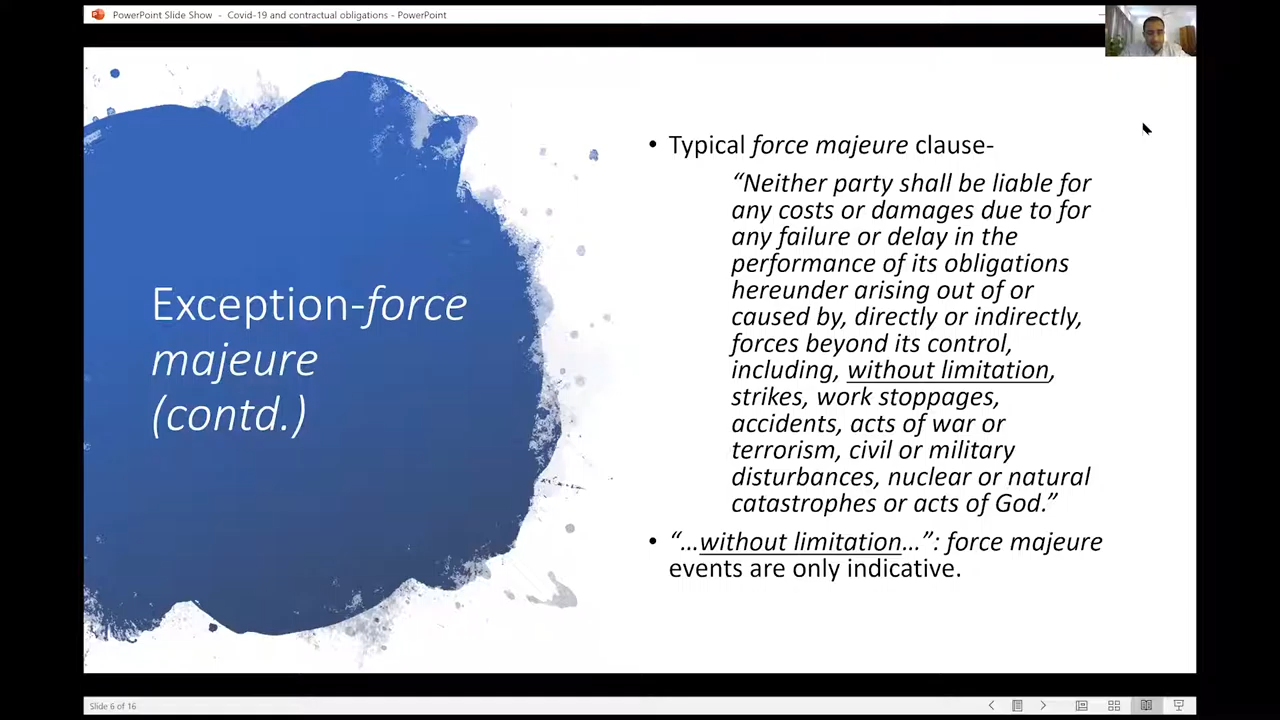 PowerPoint Slide Show - Covid-19 and contractual obligations - PowerPoint
Exception-force
majeure
(contd.)
• Typical force majeure clause-
“Neither party shall be liable for
any costs or damages due to for
any failure or delay in the
performance of its obligations
hereunder arising out of or
caused by, directly or indirectly,
forces beyond its control,
including, without limitation,
strikes, work stoppages,
accidents, acts of war or
terrorism, civil or military
disturbances, nuclear or natural
catastrophes or acts of God.”
• “…without limitation…”: force majeure
events are only indicative.
Slide 6 of 16